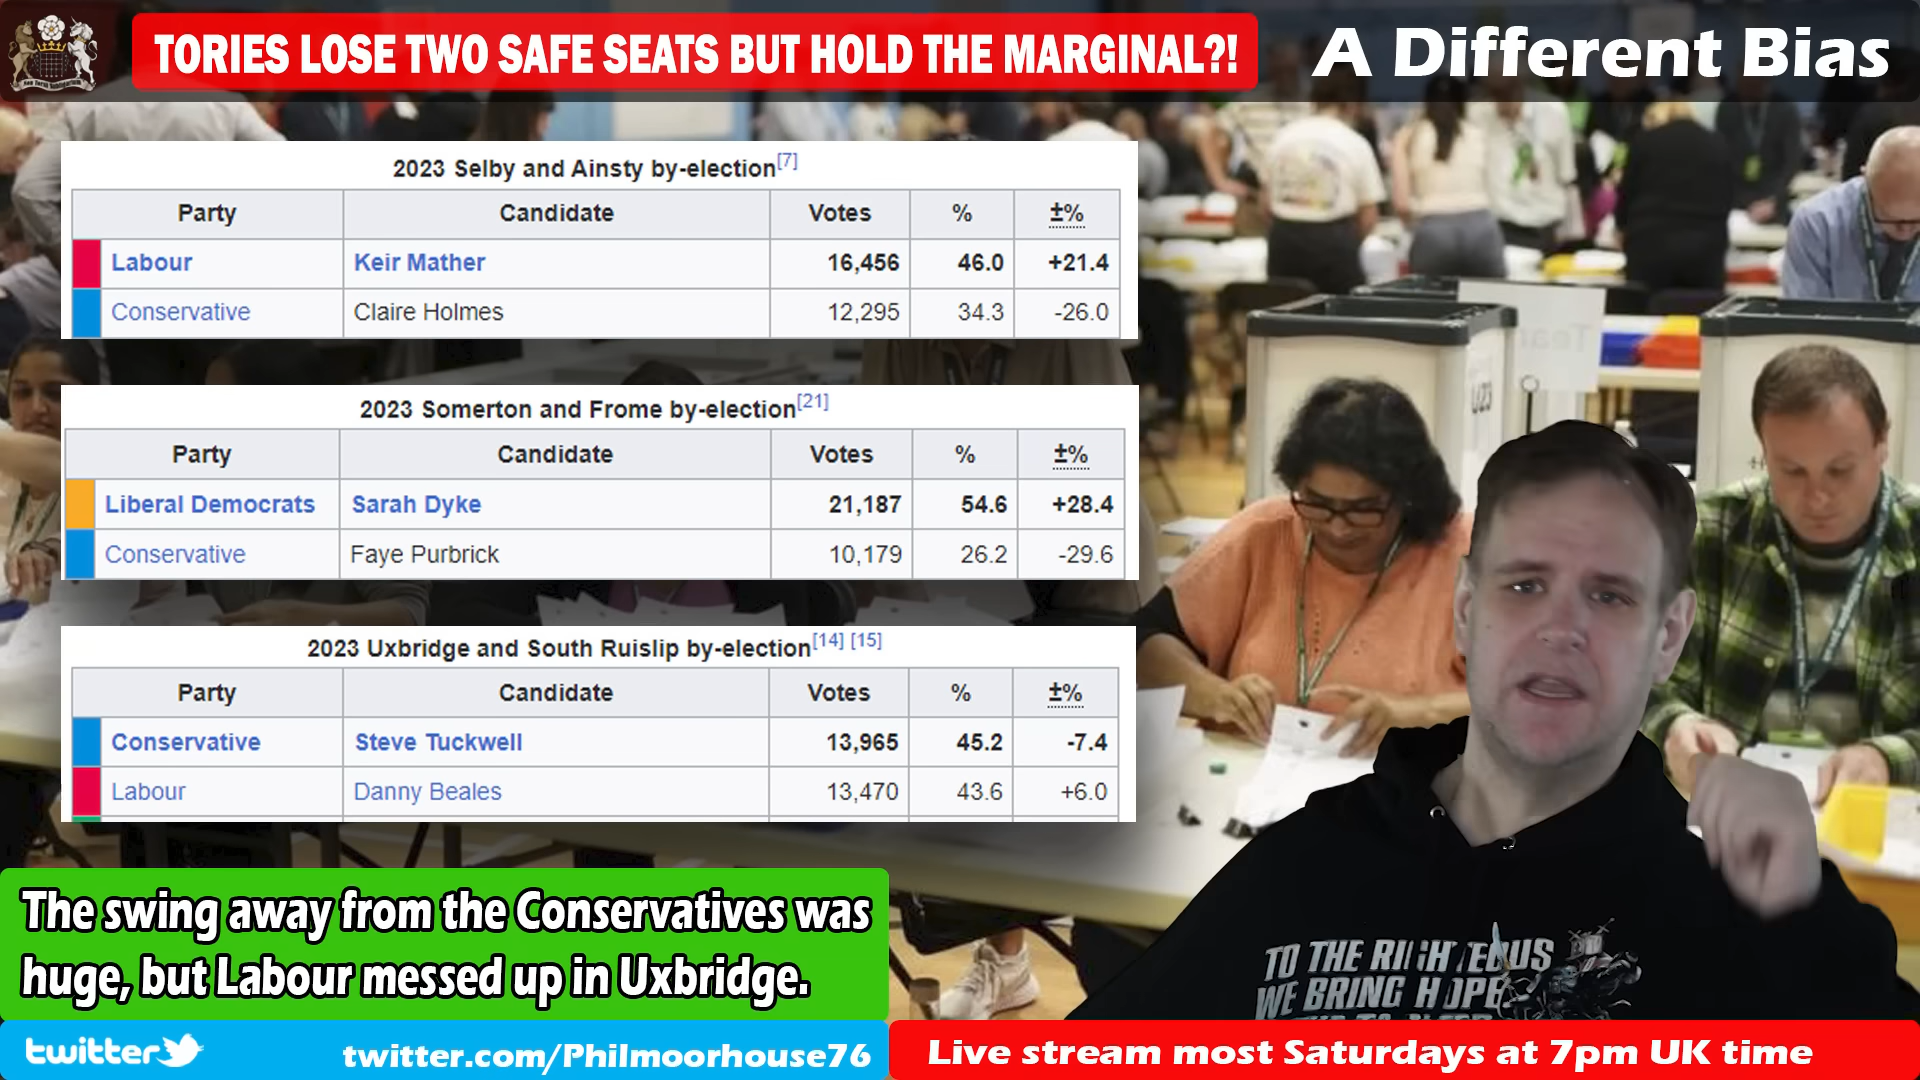 TORIES LOSE TWO SAFE SEATS BUT HOLD THE MARGINAL?!
A Different Bias
2023 Selby and Ainsty by-election[7]
Party Candidate Votes % ±%
Labour Keir Mather 16,456 46.0 +21.4
Conservative Claire Holmes 12,295 34.3 -26.0
2023 Somerton and Frome by-election[21]
Party Candidate Votes % ±%
Liberal Democrats Sarah Dyke 21,187 54.6 +28.4
Conservative Faye Purbrick 10,179 26.2 -29.6
2023 Uxbridge and South Ruislip by-election[14] [15]
Party Candidate Votes % ±%
Conservative Steve Tuckwell 13,965 45.2 -7.4
Labour Danny Beales 13,470 43.6 +6.0
TO THE RIGHTEOUS
WE BRING HOPE
The swing away from the Conservatives was
huge, but Labour messed up in Uxbridge.
twitter twitter.com/Philmoorhouse76
Live stream most Saturdays at 7pm UK time